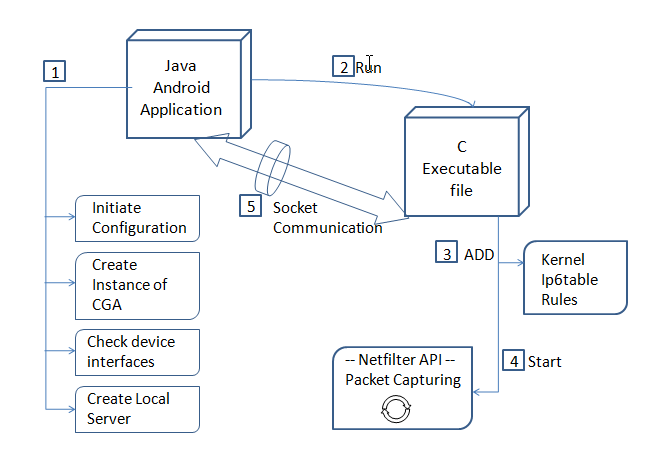 1
Java
Android
Application
2 Run
C
Executable
file
5 Socket
Communication
Initiate
Configuration
Create
Instance of
CGA
Check device
interfaces
Create Local
Server
3 ADD
Kernel
Ip6table
Rules
4 Start
-- Netfilter API --
Packet Capturing